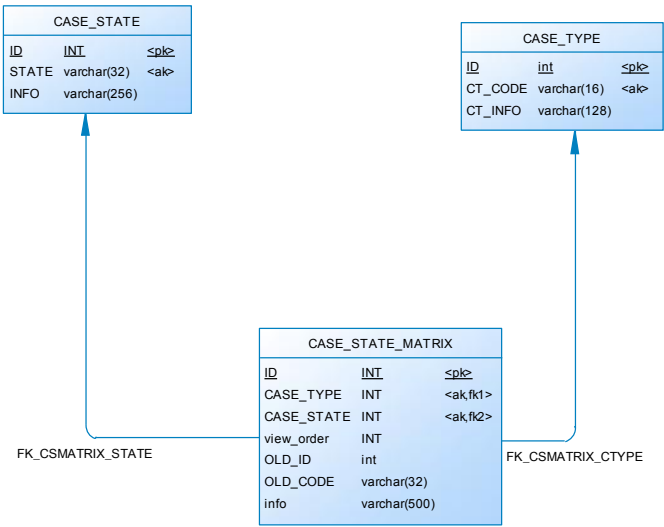 CASE_STATE
ID INT <pk>
STATE varchar(32) <ak>
INFO varchar(256)
CASE_TYPE
ID int <pk>
CT_CODE varchar(16) <ak>
CT_INFO varchar(128)
CASE_STATE_MATRIX
ID INT <pk>
CASE_TYPE INT <ak,fk1>
CASE_STATE INT <ak,fk2>
view_order INT
OLD_ID int
OLD_CODE varchar(32)
info varchar(500)
FK_CSMATRIX_STATE
FK_CSMATRIX_CTYPE